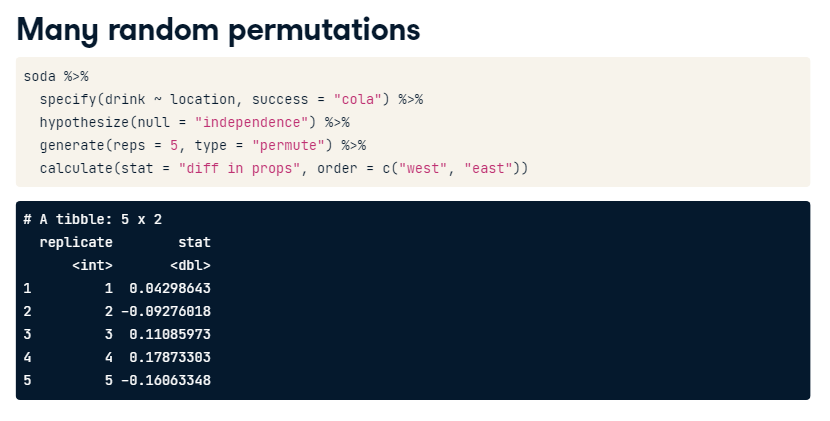 Many random permutations
soda %>%
  specify(drink ~ location, success = "cola") %>%
  hypothesize(null = "independence") %>%
  generate(reps = 5, type = "permute") %>%
  calculate(stat = "diff in props", order = c("west", "east"))
# A tibble: 5 x 2
  replicate        stat
      <int>       <dbl>
1         1  0.04298643
2         2 -0.09276018
3         3  0.11085973
4         4  0.17873303
5         5 -0.16063348